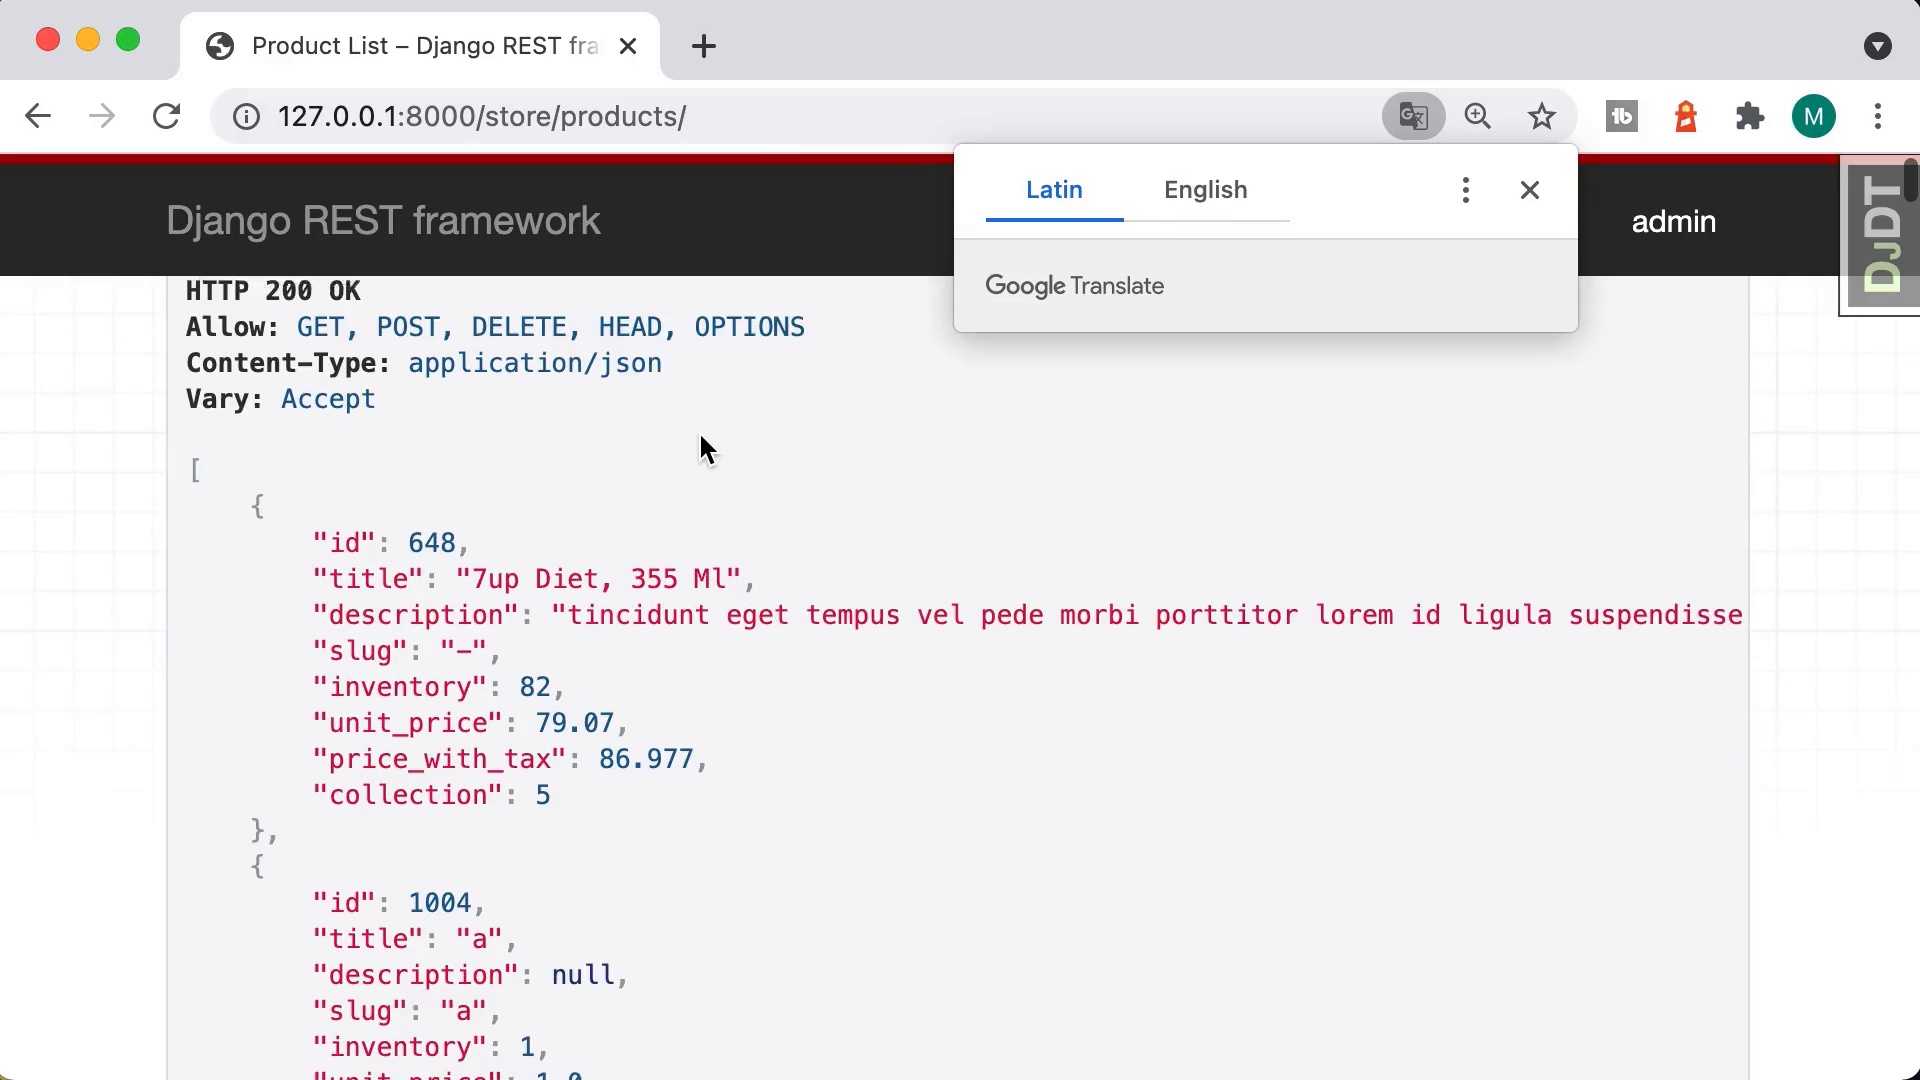 Product List – Django REST fra
127.0.0.1:8000/store/products/
M
Latin English
Google Translate
Django REST framework
admin
DJDT
HTTP 200 OK
Allow: GET, POST, DELETE, HEAD, OPTIONS
Content-Type: application/json
Vary: Accept
[
{
"id": 648,
"title": "7up Diet, 355 Ml",
"description": "tincidunt eget tempus vel pede morbi porttitor lorem id ligula suspendisse
"slug": "-",
"inventory": 82,
"unit_price": 79.07,
"price_with_tax": 86.977,
"collection": 5
},
{
"id": 1004,
"title": "a",
"description": null,
"slug": "a",
"inventory": 1,
"unit_price": 1.0